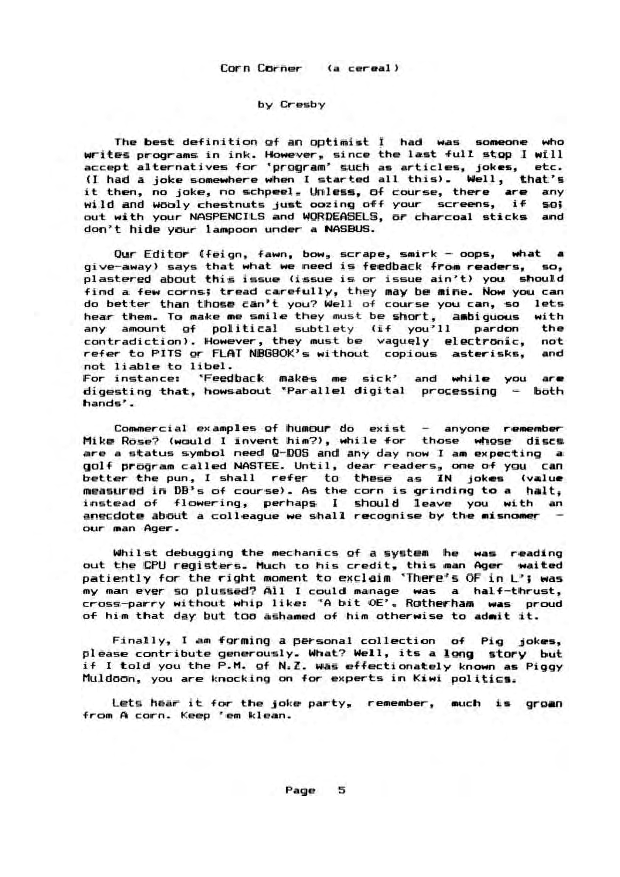 Corn Corner (a cereal)
by Cresby
The best definition of an optimist I had was someone who
writes programs in ink. However, since the last full stop I will
accept alternatives for 'program' such as articles, jokes, etc.
(I had a joke somewhere when I started all this). Well, that's
it then, no joke, no schpeel. Unless, of course, there are any
wild and wooly chestnuts just oozing off your screens, if so;
out with your NASPENCILS and WORDEASELS, or charcoal sticks and
don't hide your lampoon under a NASBUS.
Our Editor (feign, fawn, bow, scrape, smirk - oops, what a
give-away) says that what we need is feedback from readers, so,
plastered about this issue (issue is or issue ain't) you should
find a few corns; tread carefully, they may be mine. Now you can
do better than those can't you? Well of course you can, so lets
hear them. To make me smile they must be short, ambiguous with
any amount of political subtlety (if you'll pardon the
contradiction). However, they must be vaguely electronic, not
refer to PITS or FLAT NBGBOK's without copious asterisks, and
not liable to libel.
For instance: 'Feedback makes me sick' and while you are
digesting that, howsabout 'Parallel digital processing - both
hands'.
Commercial examples of humour do exist - anyone remember
Mike Rose? (would I invent him?), while for those whose discs
are a status symbol need Q-DOS and any day now I am expecting a
golf program called NASTEE. Until, dear readers, one of you can
better the pun, I shall refer to these as IN jokes (value
measured in DB's of course). As the corn is grinding to a halt,
instead of flowering, perhaps I should leave you with an
anecdote about a colleague we shall recognise by the misnomer -
our man Ager.
Whilst debugging the mechanics of a system he was reading
out the CPU registers. Much to his credit, this man Ager waited
patiently for the right moment to exclaim 'There's OF in L'; was
my man ever so plussed? All I could manage was a half-thrust,
cross-parry without whip like: 'A bit OE'. Rotherham was proud
of him that day but too ashamed of him otherwise to admit it.
Finally, I am forming a personal collection of Pig jokes,
please contribute generously. What? Well, its a long story but
if I told you the P.M. of N.Z. was effectionately known as Piggy
Muldoon, you are knocking on for experts in Kiwi politics.
Lets hear it for the joke party, remember, much is groan
from A corn. Keep 'em klean.
Page 5